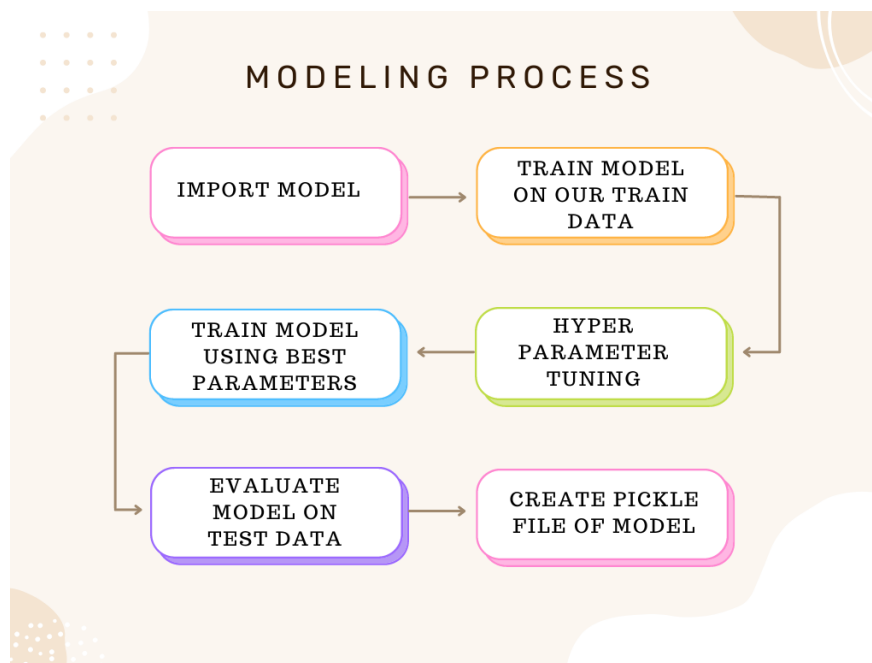 MODELING PROCESS
IMPORT MODEL
TRAIN MODEL
ON OUR TRAIN
DATA
HYPER
PARAMETER
TUNING
TRAIN MODEL
USING BEST
PARAMETERS
EVALUATE
MODEL ON
TEST DATA
CREATE PICKLE
FILE OF MODEL